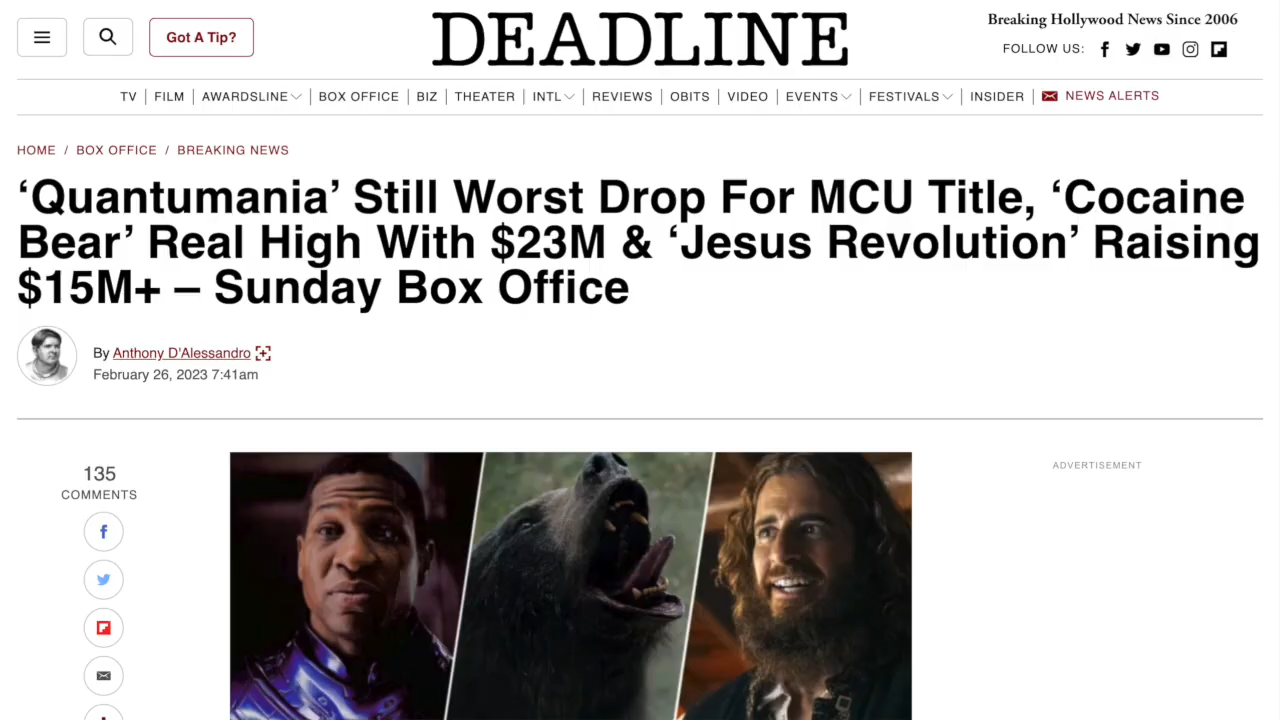 Got A Tip?
DEADLINE
Breaking Hollywood News Since 2006
FOLLOW US:
TV | FILM | AWARDSLINE | BOX OFFICE | BIZ | THEATER | INTL | REVIEWS | OBITS | VIDEO | EVENTS | FESTIVALS | INSIDER | NEWS ALERTS
HOME / BOX OFFICE / BREAKING NEWS
‘Quantumania’ Still Worst Drop For MCU Title, ‘Cocaine
Bear’ Real High With $23M & ‘Jesus Revolution’ Raising
$15M+ – Sunday Box Office
By Anthony D'Alessandro
February 26, 2023 7:41am
135
COMMENTS
ADVERTISEMENT